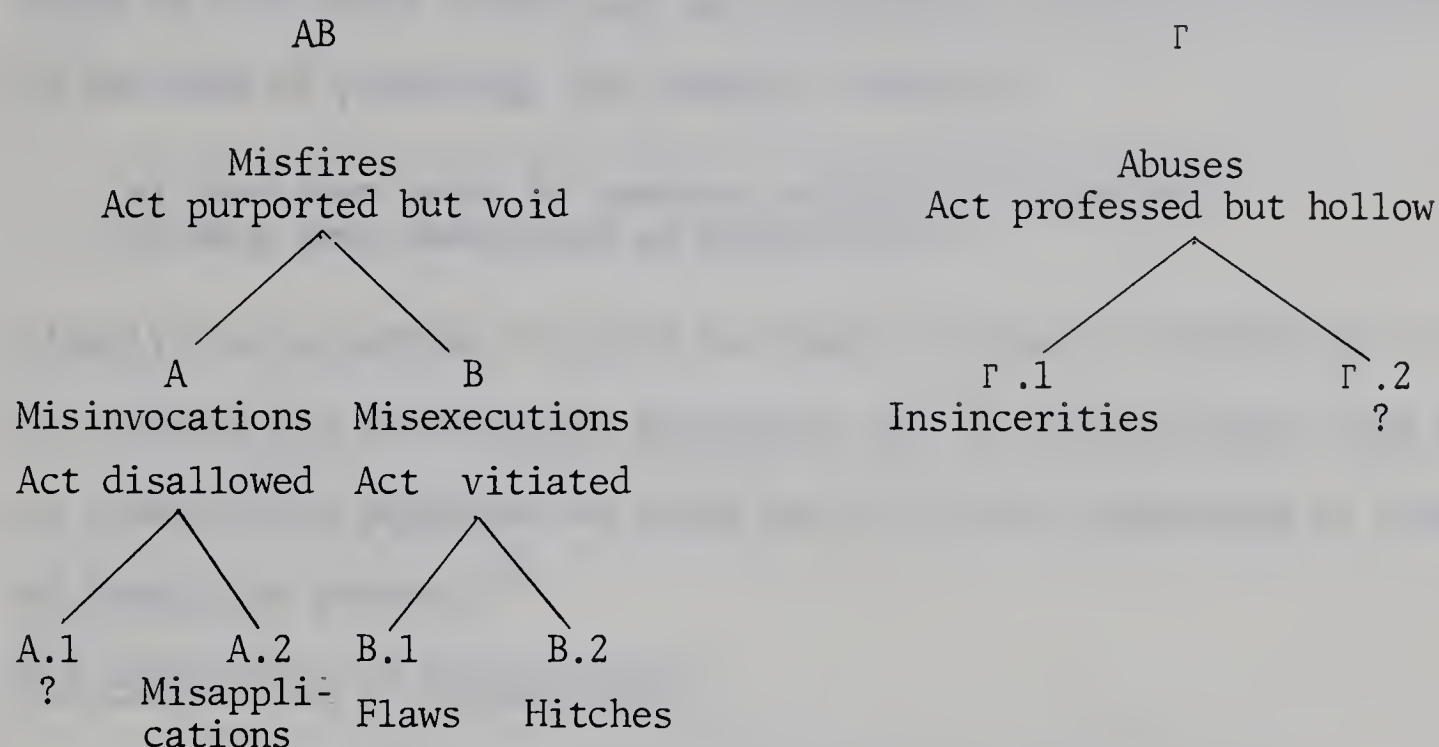 AB
Γ
Misfires
Act purported but void
Abuses
Act professed but hollow
A
Misinvocations
Act disallowed
B
Misexecutions
Act vitiated
Γ .1
Insincerities
Γ .2
?
A.1
?
A.2
Misappli-
cations
B.1
Flaws
B.2
Hitches